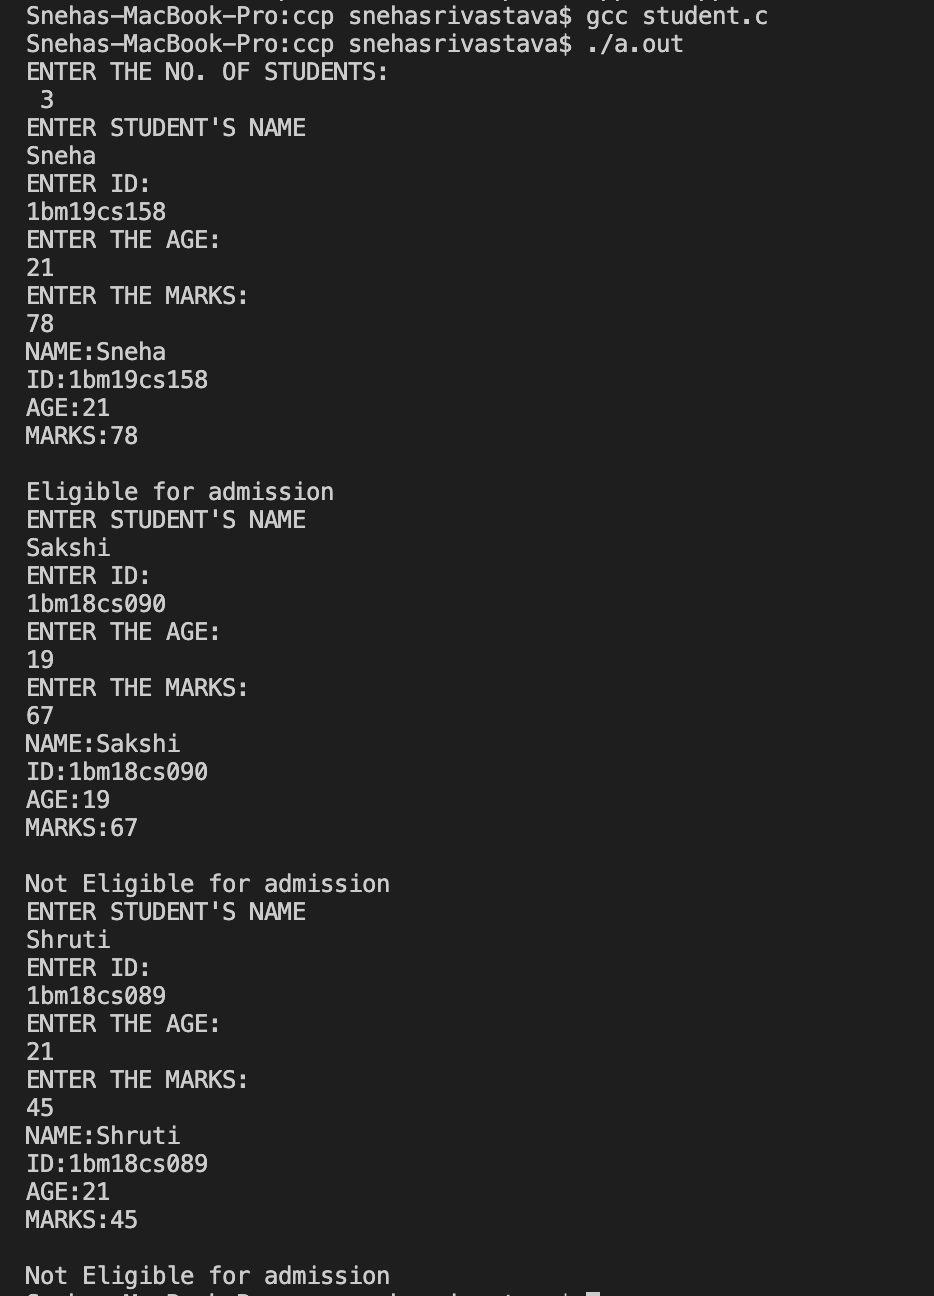 Snehas-MacBook-Pro:ccp snehasrivastava$ gcc student.c
Snehas-MacBook-Pro:ccp snehasrivastava$ ./a.out
ENTER THE NO. OF STUDENTS:
3
ENTER STUDENT'S NAME
Sneha
ENTER ID:
1bm19cs158
ENTER THE AGE:
21
ENTER THE MARKS:
78
NAME:Sneha
ID:1bm19cs158
AGE:21
MARKS:78
Eligible for admission
ENTER STUDENT'S NAME
Sakshi
ENTER ID:
1bm18cs090
ENTER THE AGE:
19
ENTER THE MARKS:
67
NAME:Sakshi
ID:1bm18cs090
AGE:19
MARKS:67
Not Eligible for admission
ENTER STUDENT'S NAME
Shruti
ENTER ID:
1bm18cs089
ENTER THE AGE:
21
ENTER THE MARKS:
45
NAME:Shruti
ID:1bm18cs089
AGE:21
MARKS:45
Not Eligible for admission